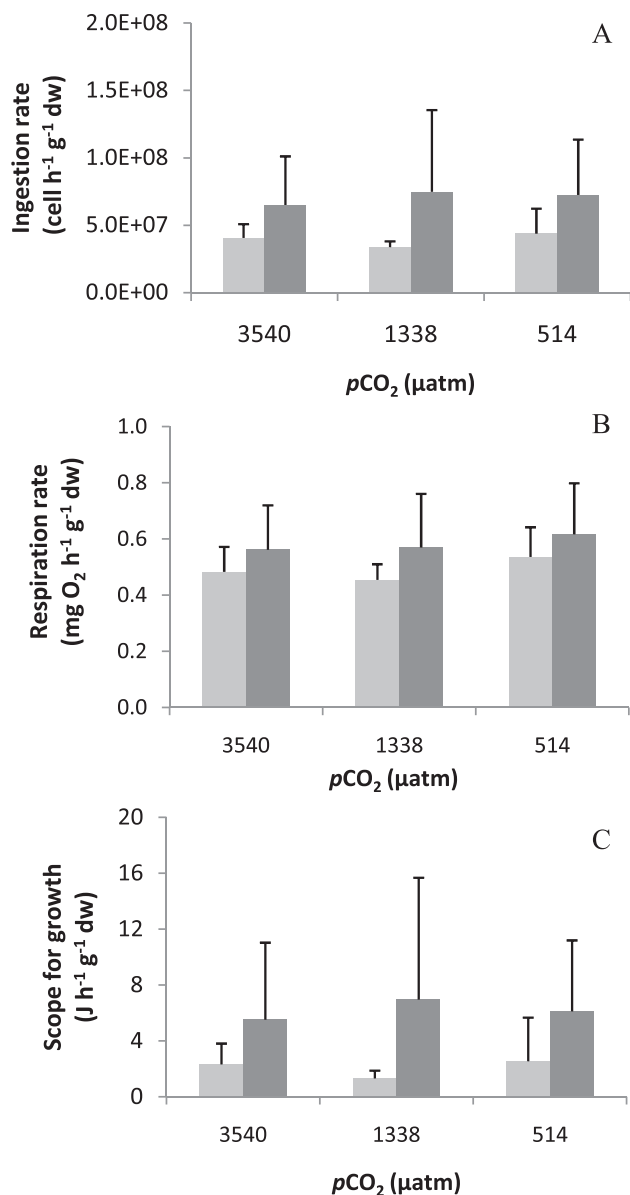 A
Ingestion rate
(cell h⁻¹ g⁻¹ dw)
2.0E+08
1.5E+08
1.0E+08
5.0E+07
0.0E+00
3540 1338 514
pCO₂ (µatm)
B
Respiration rate
(mg O₂ h⁻¹ g⁻¹ dw)
1.0
0.8
0.6
0.4
0.2
0.0
3540 1338 514
pCO₂ (µatm)
C
Scope for growth
(J h⁻¹ g⁻¹ dw)
20
16
12
8
4
0
3540 1338 514
pCO₂ (µatm)